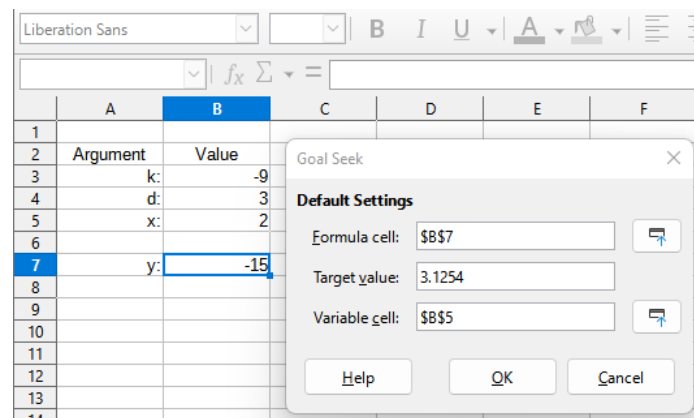 Liberation Sans
B I U A
fx Σ =
A B C D E F
1
2 Argument Value
3 k: -9
4 d: 3
5 x: 2
6
7 y: -15
8
9
10
11
12
13
Goal Seek
Default Settings
Formula cell: $B$7
Target value: 3.1254
Variable cell: $B$5
Help OK Cancel